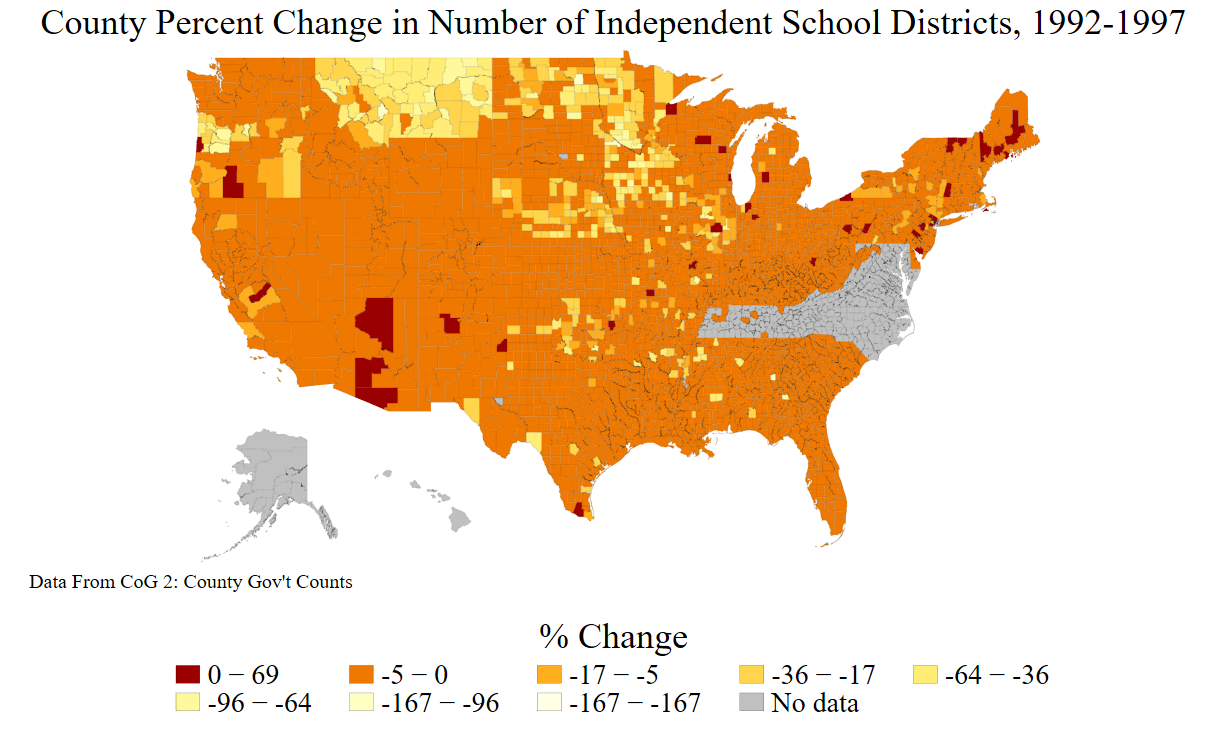 County Percent Change in Number of Independent School Districts, 1992-1997
Data From CoG 2: County Gov't Counts
% Change
0 − 69 -5 − 0 -17 − -5 -36 − -17 -64 − -36
-96 − -64 -167 − -96 -167 − -167 No data